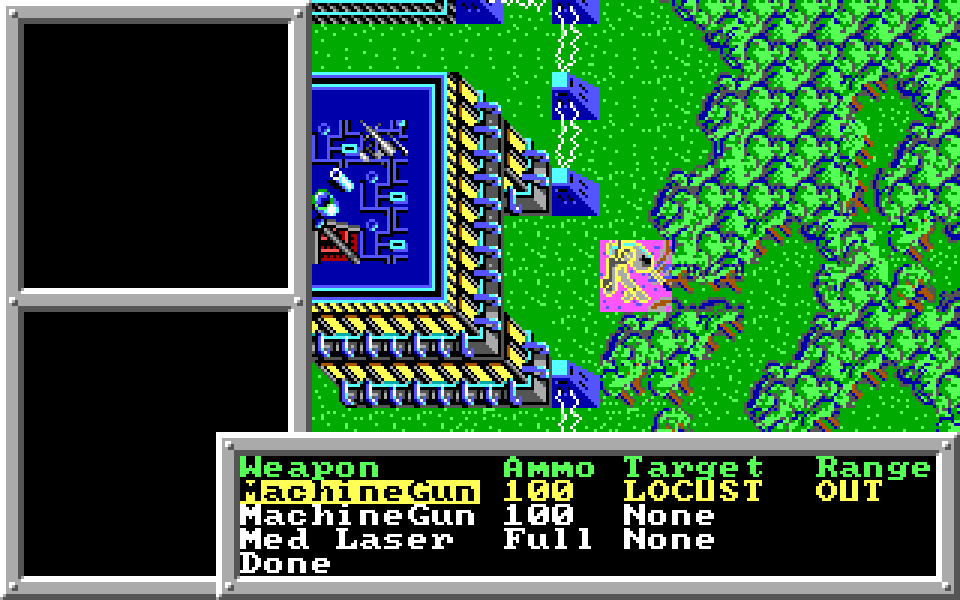 Weapon Ammo Target Range
MachineGun 100 LOCUST OUT
MachineGun 100 None
Med Laser Full None
Done